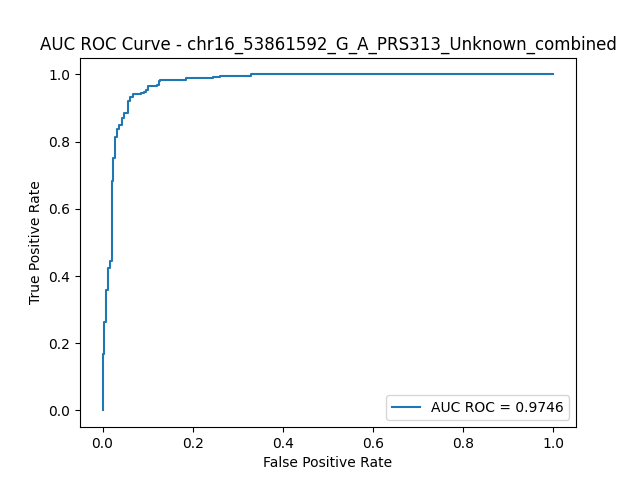 AUC ROC Curve - chr16_53861592_G_A_PRS313_Unknown_combined
1.0
0.8
0.6
0.4
0.2
0.0
True Positive Rate
AUC ROC = 0.9746
0.0 0.2 0.4 0.6 0.8 1.0
False Positive Rate